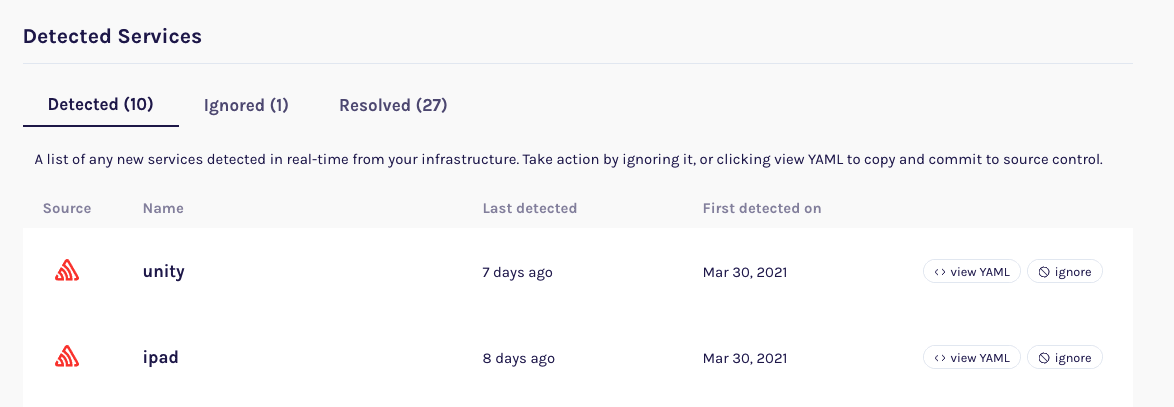 Detected Services
Detected (10) Ignored (1) Resolved (27)
A list of any new services detected in real-time from your infrastructure. Take action by ignoring it, or clicking view YAML to copy and commit to source control.
Source Name Last detected First detected on
unity 7 days ago Mar 30, 2021 <> view YAML ignore
ipad 8 days ago Mar 30, 2021 <> view YAML ignore